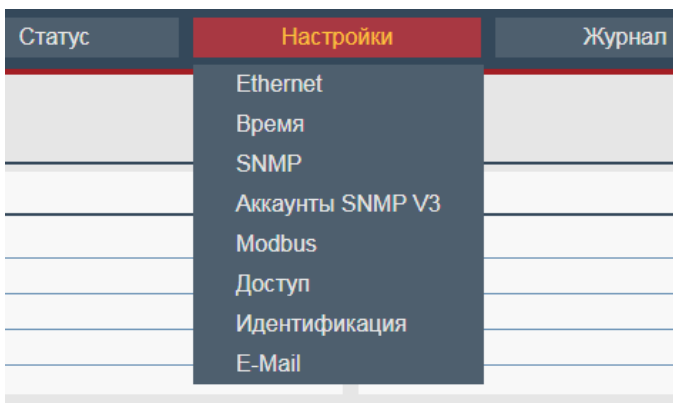 Статус Настройки Журнал
Ethernet
Время
SNMP
Аккаунты SNMP V3
Modbus
Доступ
Идентификация
E-Mail